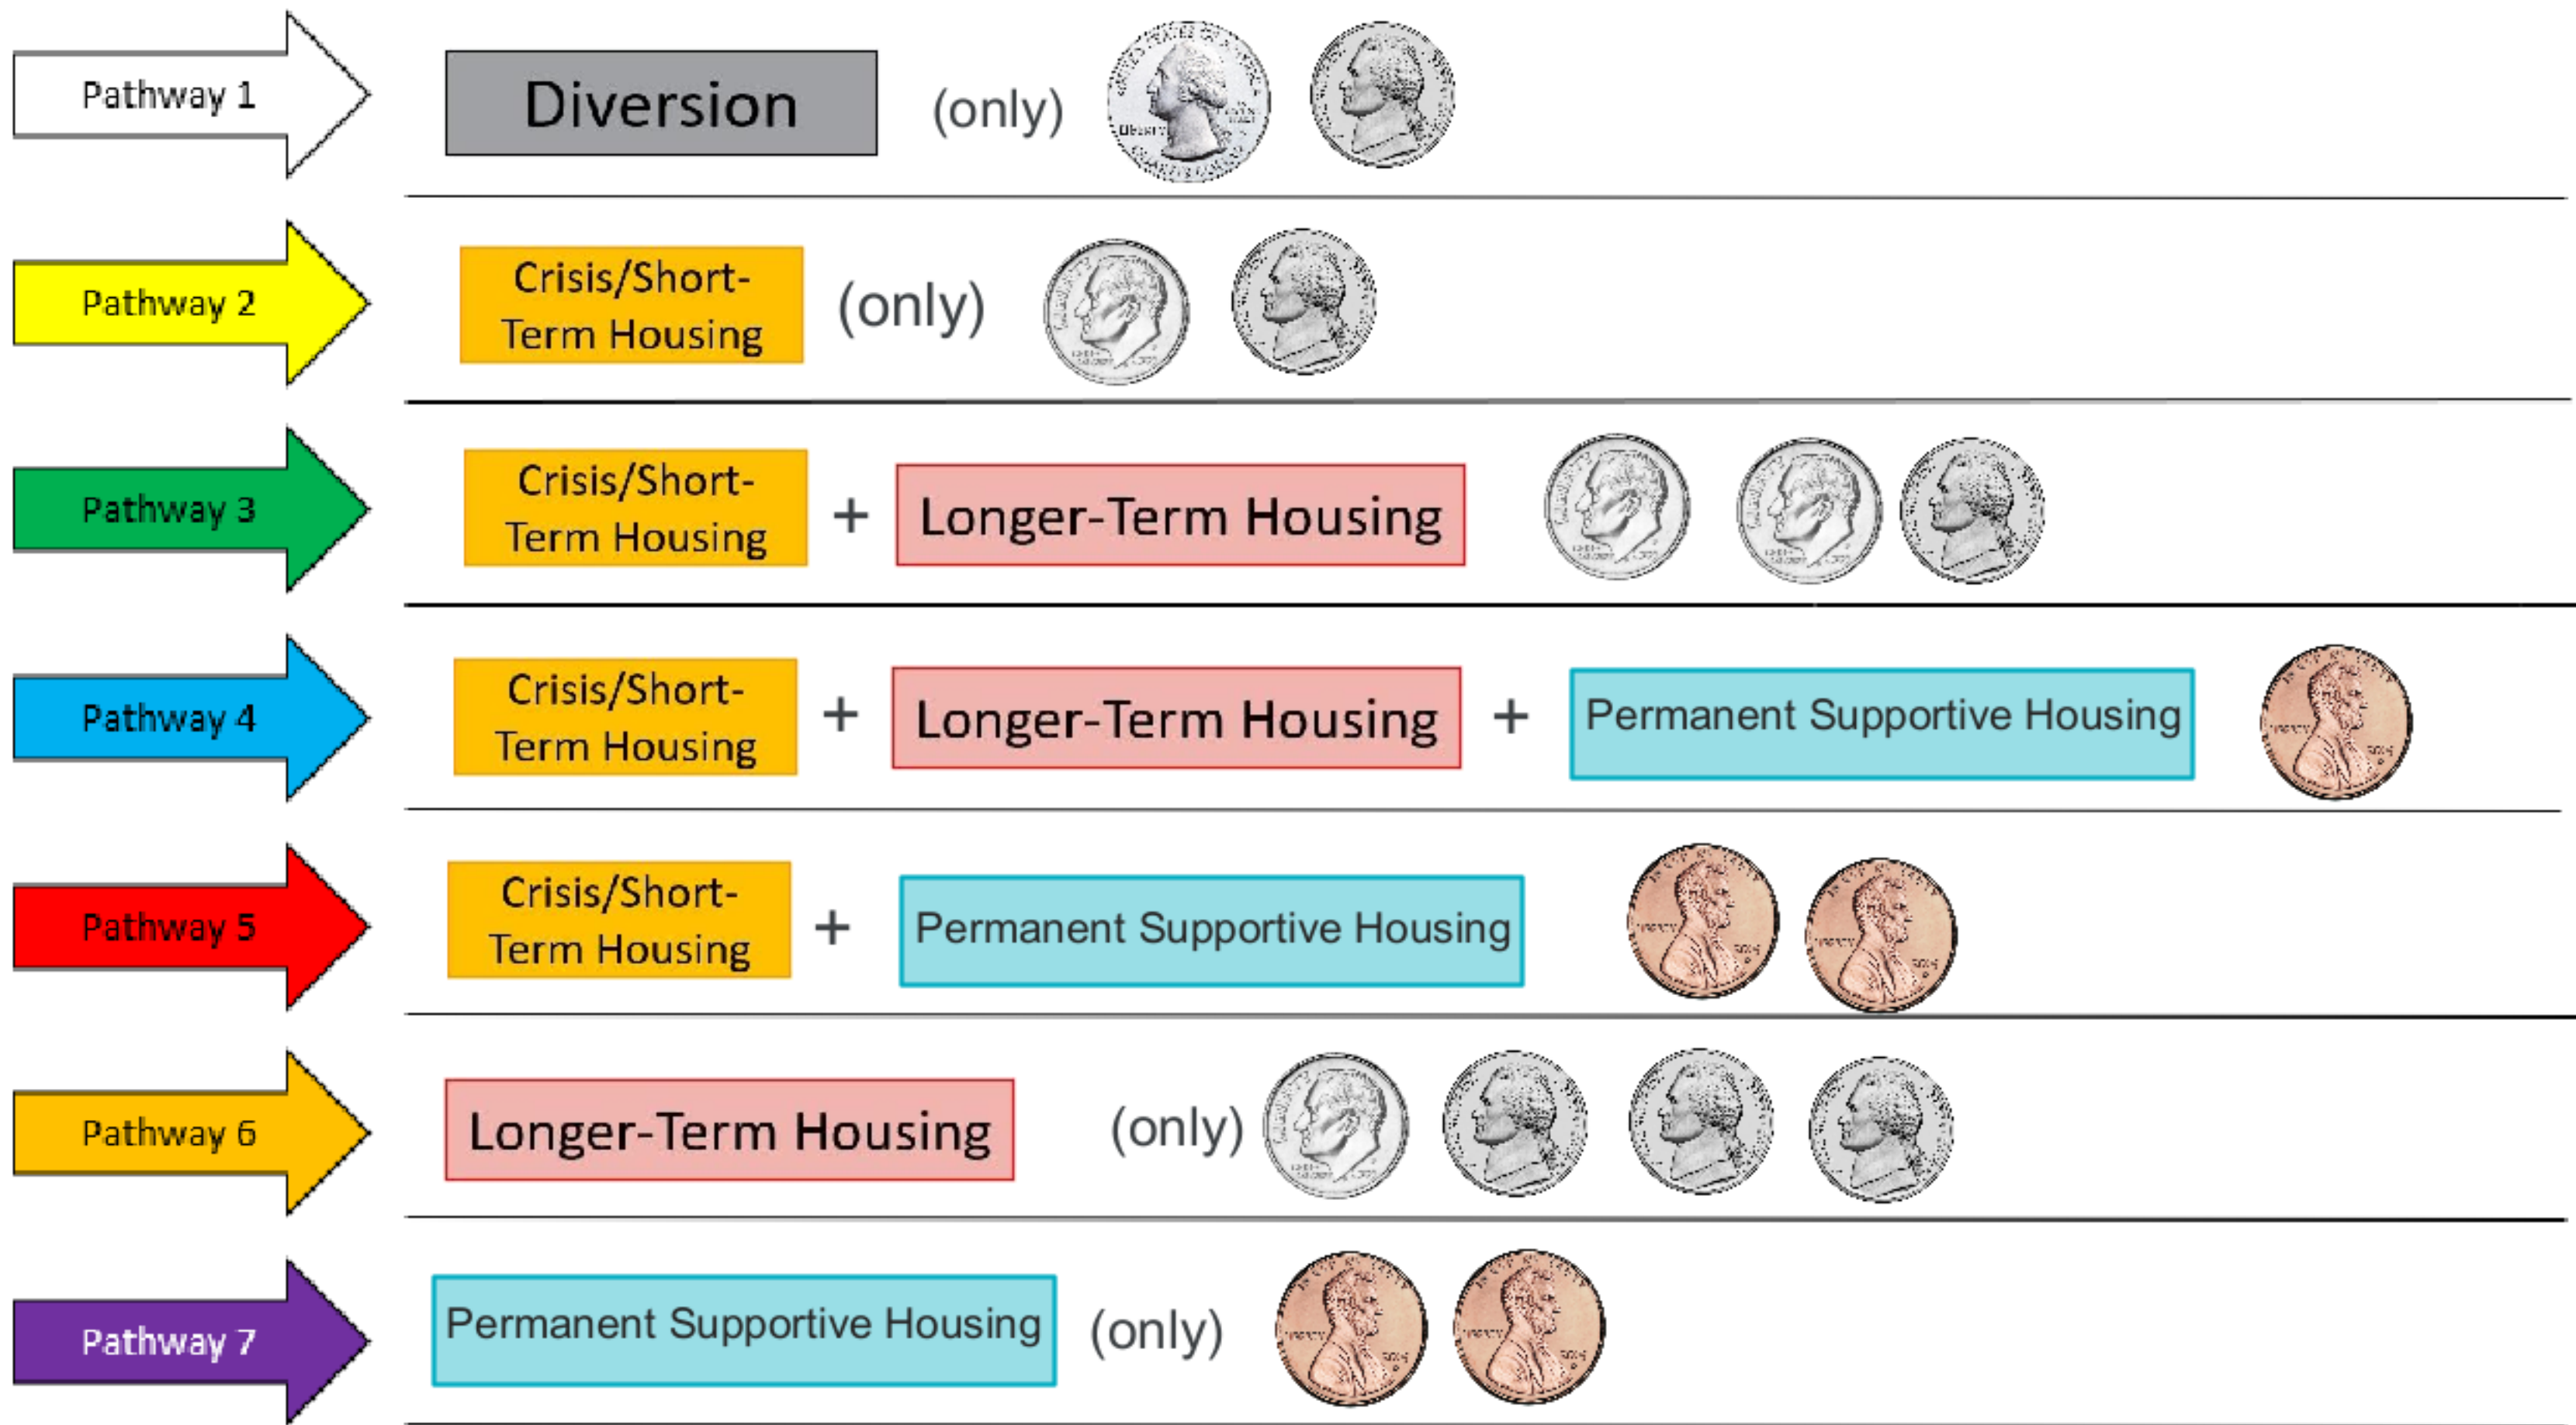 Pathway 1
Diversion
(only)
Pathway 2
Crisis/Short-
Term Housing
(only)
Pathway 3
Crisis/Short-
Term Housing
+
Longer-Term Housing
Pathway 4
Crisis/Short-
Term Housing
+
Longer-Term Housing
+
Permanent Supportive Housing
Pathway 5
Crisis/Short-
Term Housing
+
Permanent Supportive Housing
Pathway 6
Longer-Term Housing
(only)
Pathway 7
Permanent Supportive Housing
(only)